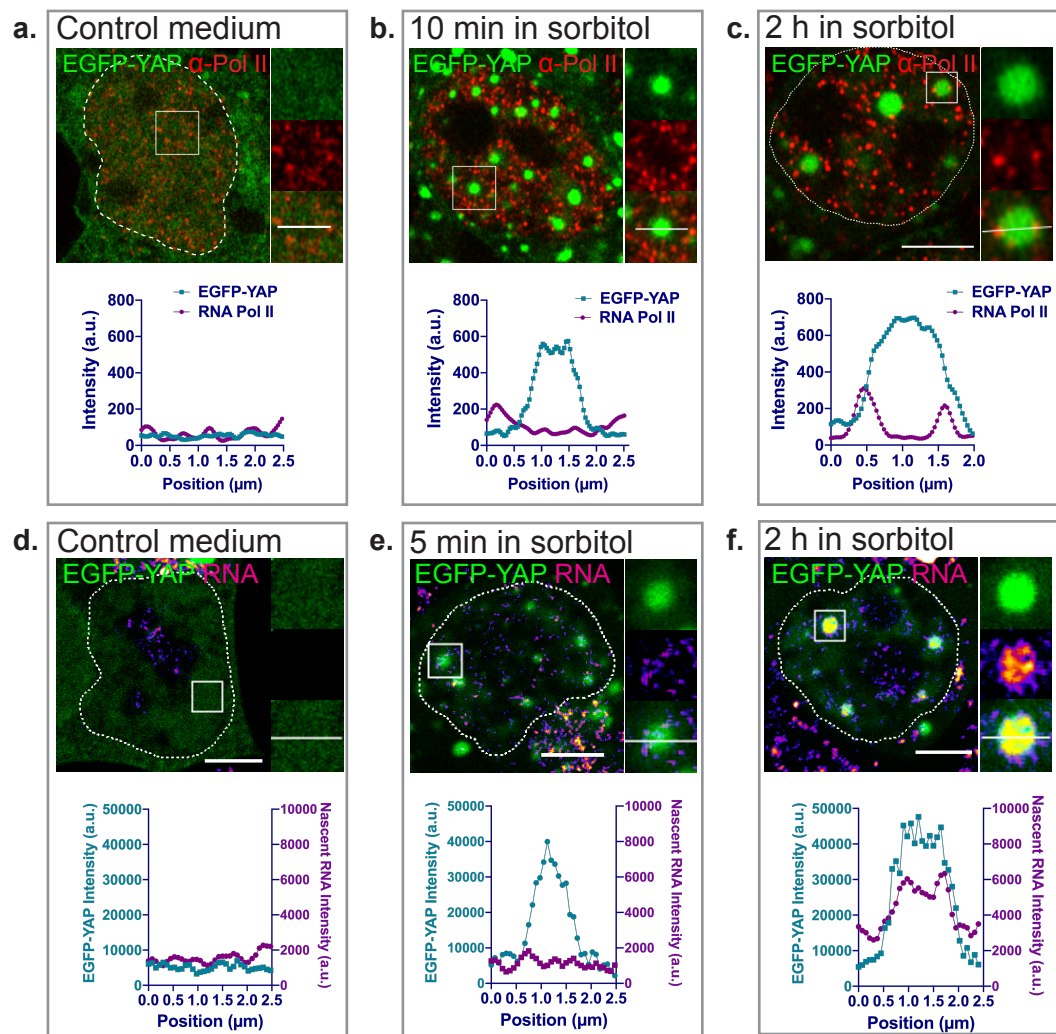 a. Control medium
EGFP-YAP α-Pol II
800
600
400
200
0
Intensity (a.u.)
EGFP-YAP
RNA Pol II
0.0 0.5 1.0 1.5 2.0 2.5
Position (µm)
b. 10 min in sorbitol
EGFP-YAP α-Pol II
800
600
400
200
0
Intensity (a.u.)
EGFP-YAP
RNA Pol II
0.0 0.5 1.0 1.5 2.0 2.5
Position (µm)
c. 2 h in sorbitol
EGFP-YAP α-Pol II
800
600
400
200
0
Intensity (a.u.)
EGFP-YAP
RNA Pol II
0.0 0.5 1.0 1.5 2.0
Position (µm)
d. Control medium
EGFP-YAP RNA
EGFP-YAP Intensity (a.u.)
50000
40000
30000
20000
10000
0
10000
8000
6000
4000
2000
0
Nascent RNA Intensity (a.u.)
0.0 0.5 1.0 1.5 2.0 2.5
Position (µm)
e. 5 min in sorbitol
EGFP-YAP RNA
EGFP-YAP Intensity (a.u.)
50000
40000
30000
20000
10000
0
10000
8000
6000
4000
2000
0
Nascent RNA Intensity (a.u.)
0.0 0.5 1.0 1.5 2.0 2.5
Position (µm)
f. 2 h in sorbitol
EGFP-YAP RNA
EGFP-YAP Intensity (a.u.)
50000
40000
30000
20000
10000
0
10000
8000
6000
4000
2000
0
Nascent RNA Intensity (a.u.)
0.0 0.5 1.0 1.5 2.0 2.5
Position (µm)